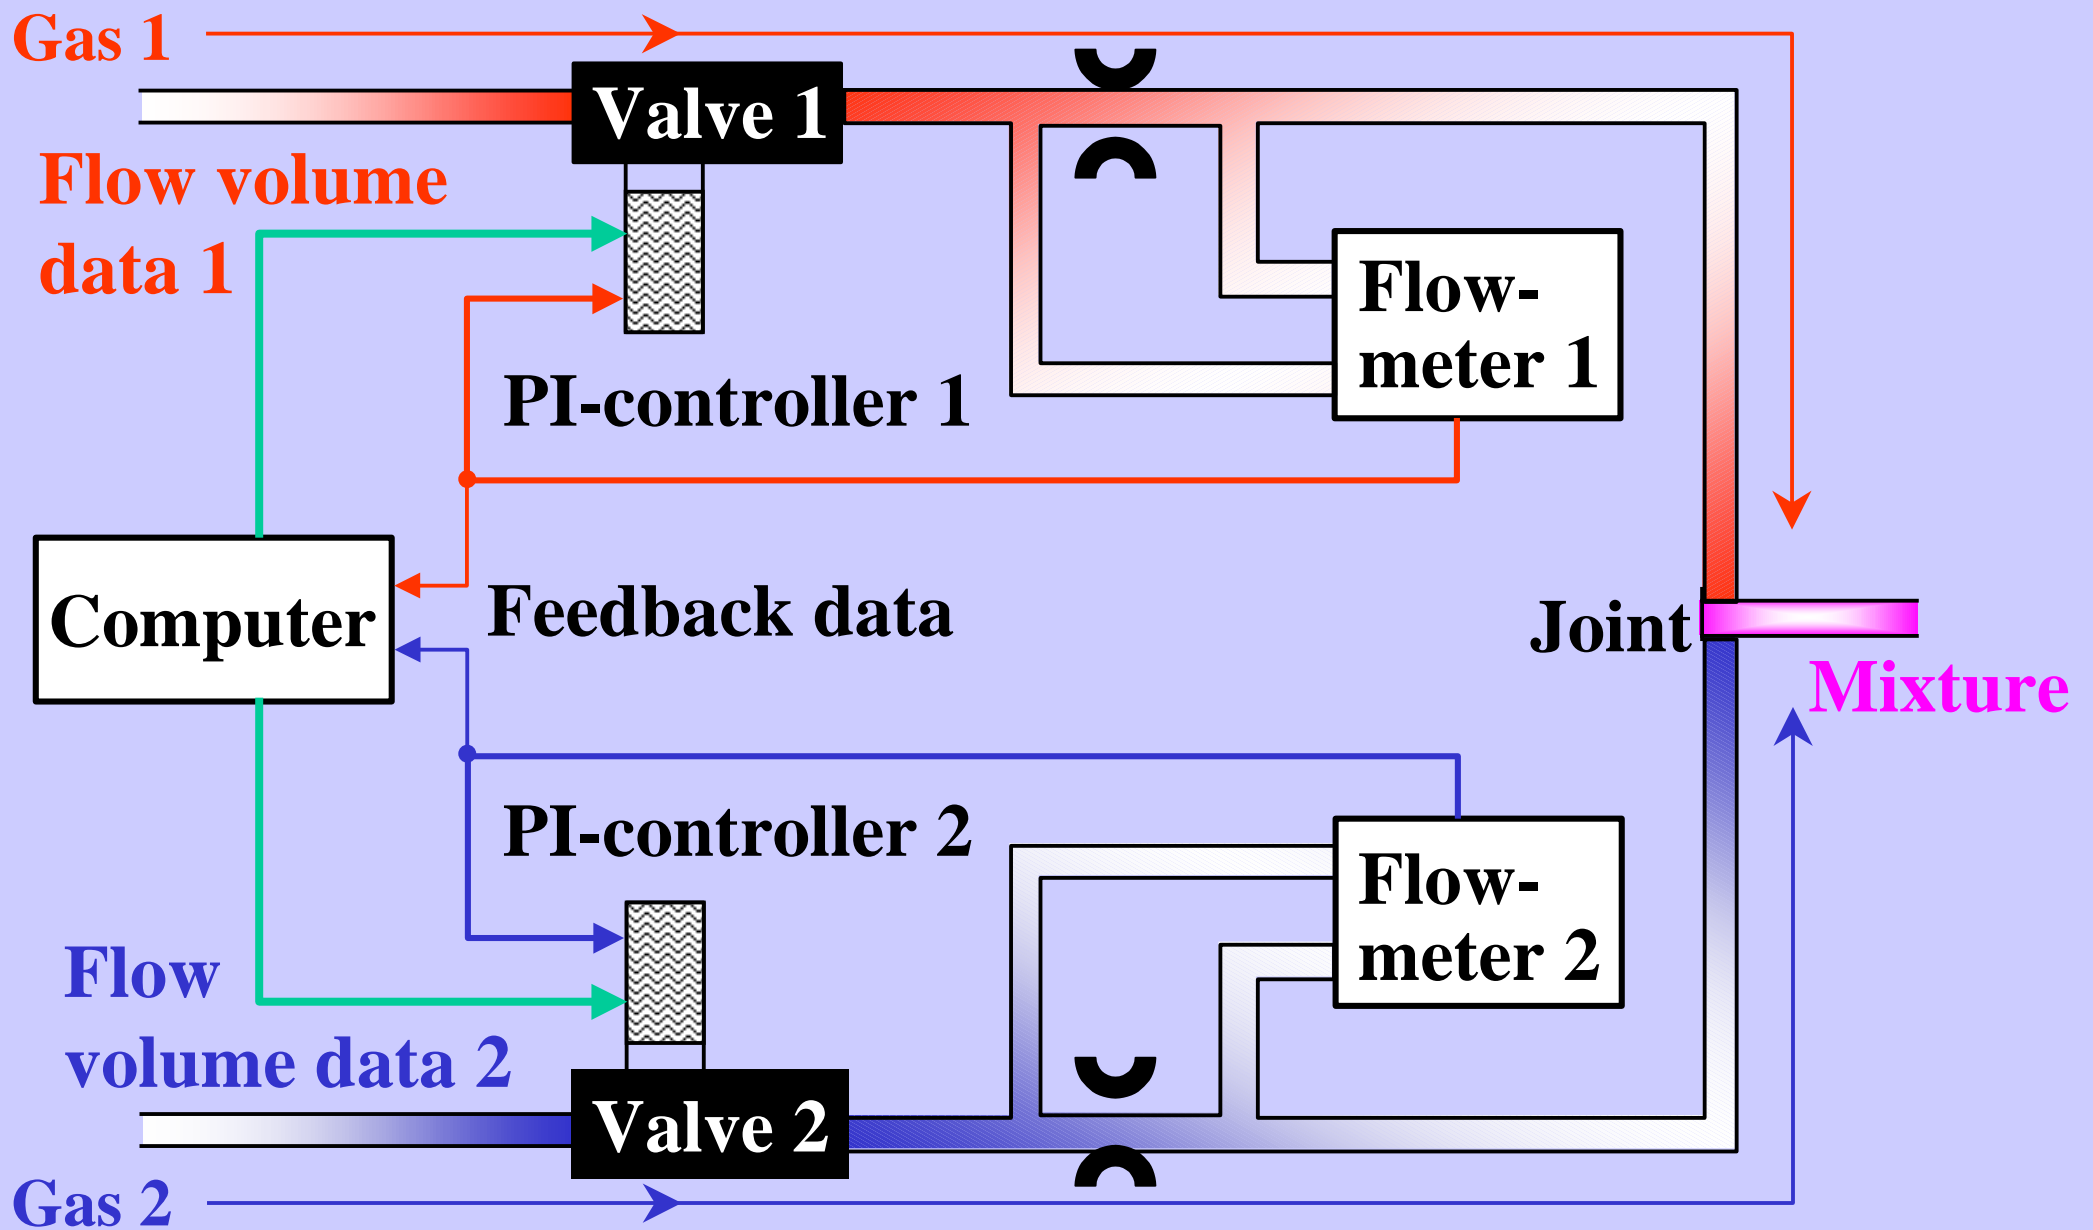 Gas 1
Valve 1
Flow volume
data 1
Flow-
meter 1
PI-controller 1
Computer
Feedback data
Joint
Mixture
PI-controller 2
Flow-
meter 2
Flow
volume data 2
Valve 2
Gas 2